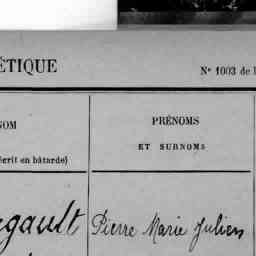 ÉTIQUE
N° 1003 de
NOM
PRÉNOMS
ET SURNOMS
écrit en bâtarde)
gault Pierre Marie Julien